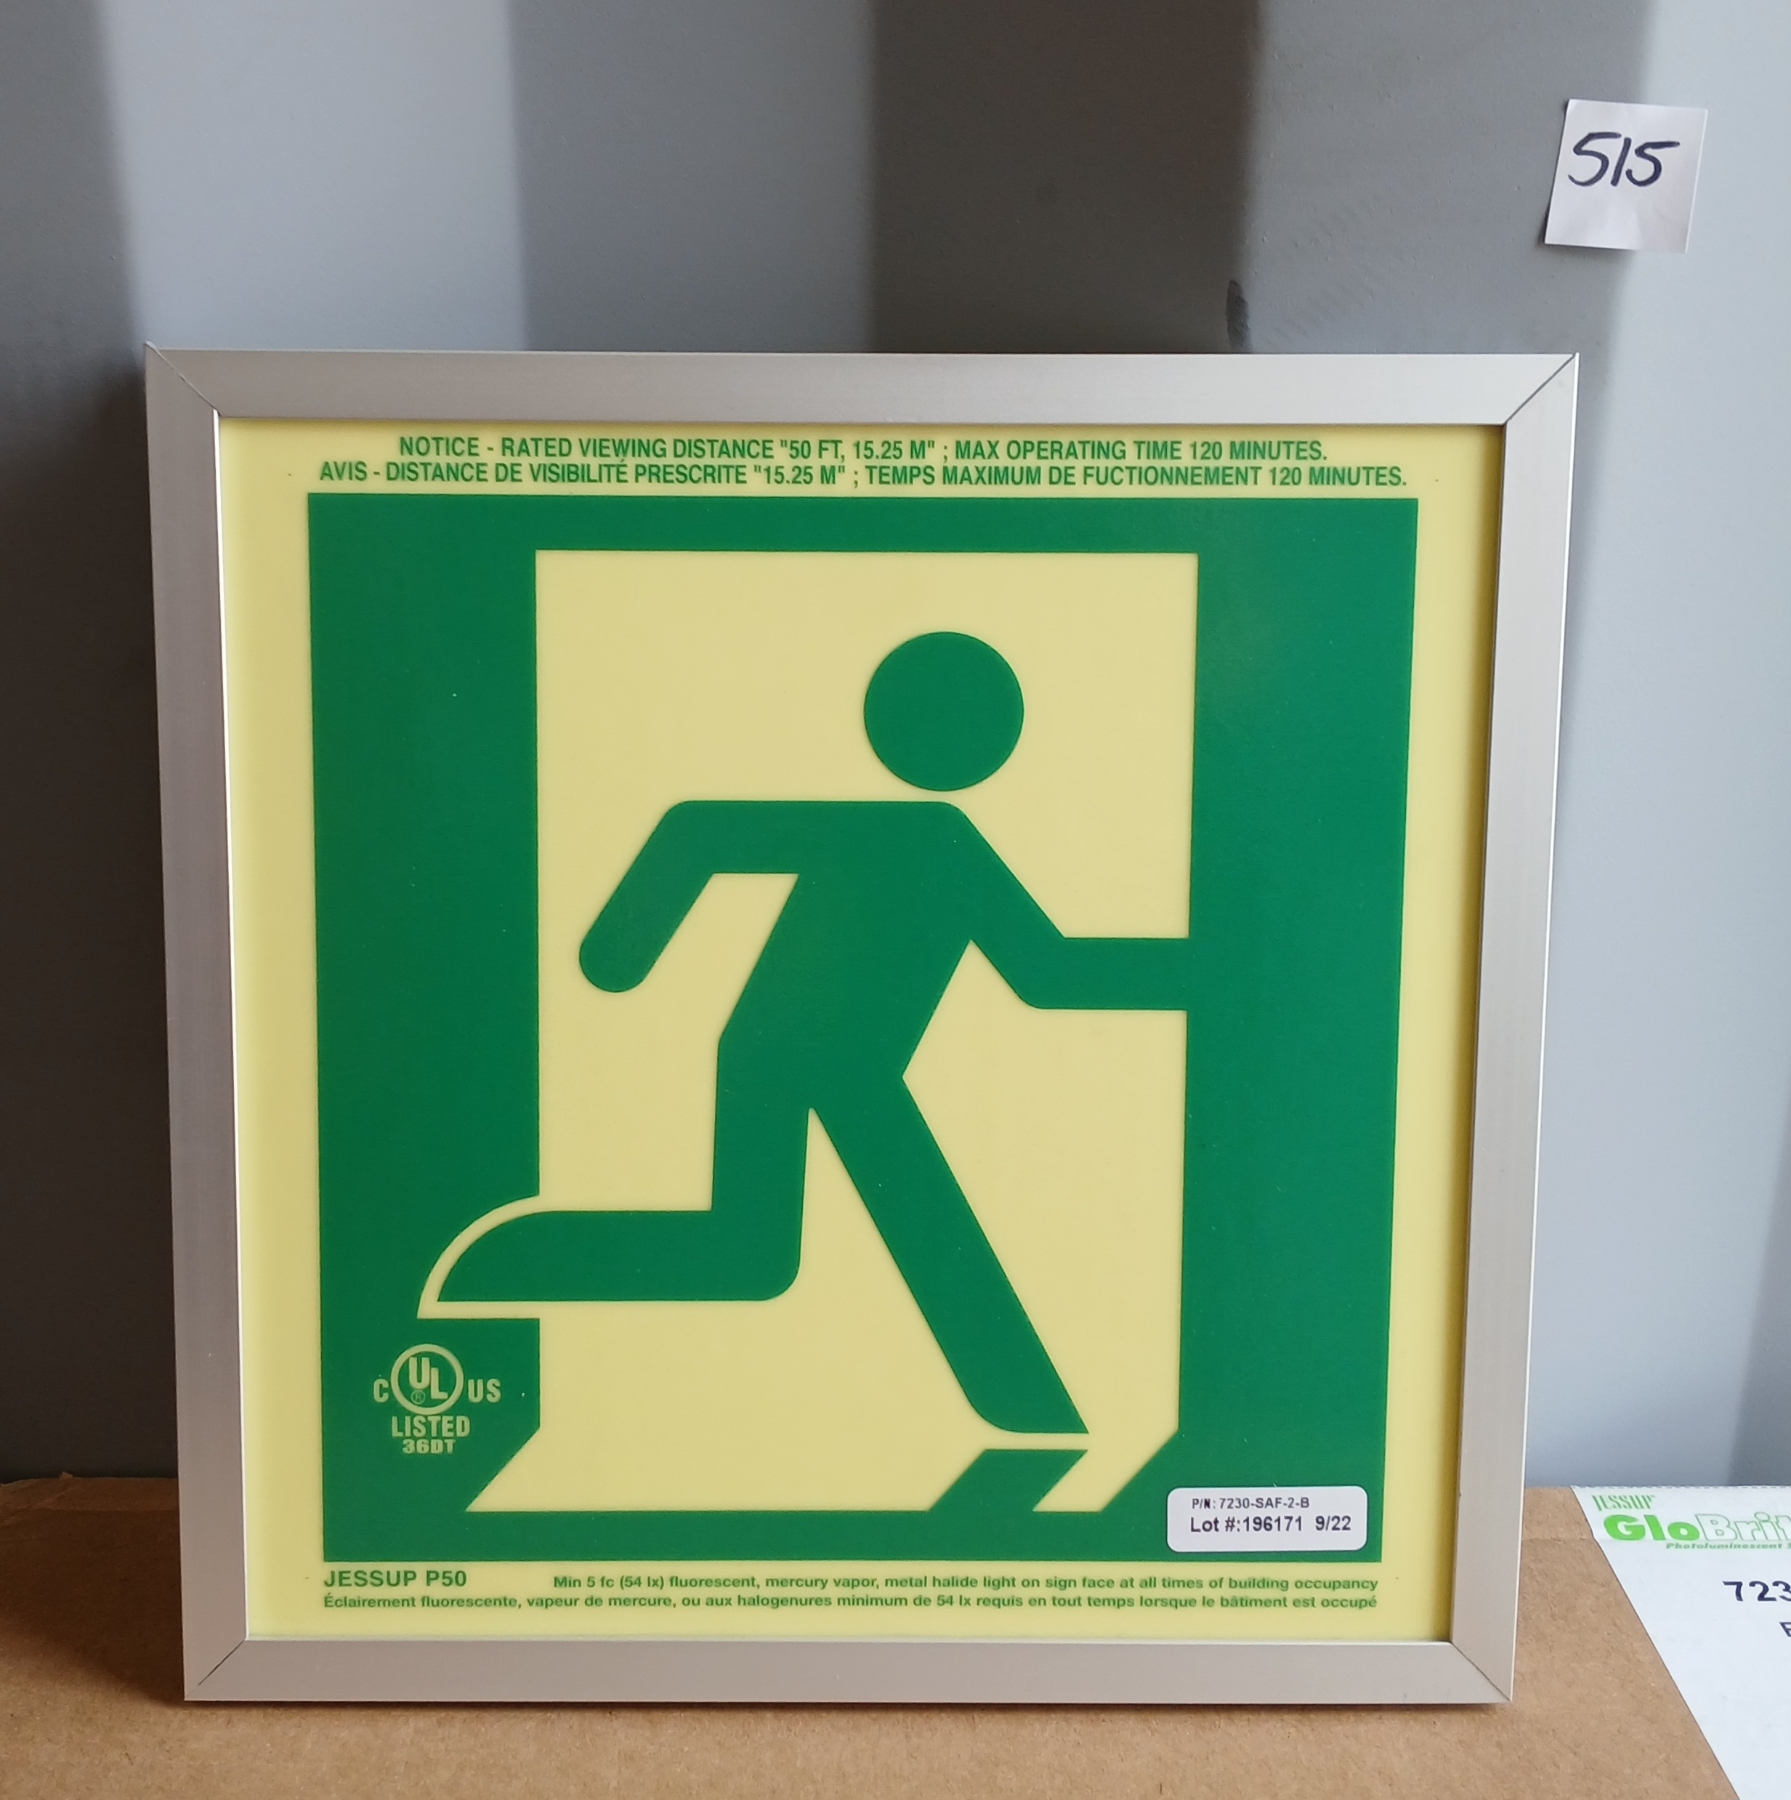 515
NOTICE - RATED VIEWING DISTANCE "50 FT, 15.25 M" ; MAX OPERATING TIME 120 MINUTES.
AVIS - DISTANCE DE VISIBILITÉ PRESCRITE "15.25 M" ; TEMPS MAXIMUM DE FUCTIONNEMENT 120 MINUTES.
C UL® US
LISTED
36DT
P/N: 7230-SAF-2-B
Lot #:196171 9/22
JESSUP P50 Min 5 fc (54 lx) fluorescent, mercury vapor, metal halide light on sign face at all times of building occupancy
Éclairement fluorescente, vapeur de mercure, ou aux halogenures minimum de 54 lx requis en tout temps lorsque le bâtiment est occupé
JESSUP
GloBrit
Photoluminescent
723